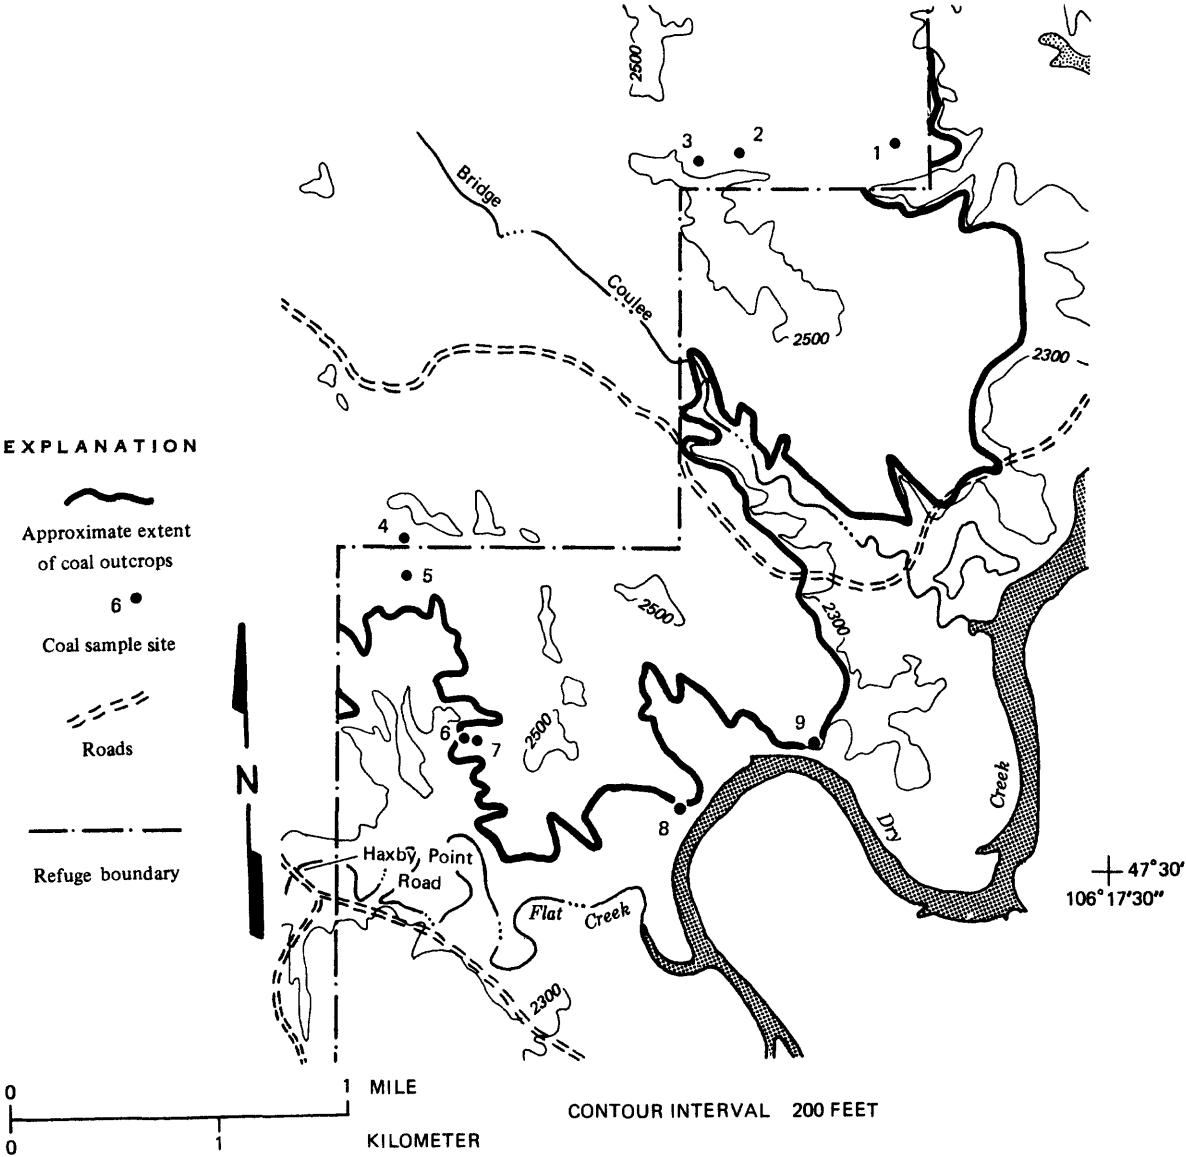 2500
3
2
1
Bridge
Coulee
2500
2300
EXPLANATION
Approximate extent
of coal outcrops
6
Coal sample site
Roads
Refuge boundary
N
4
5
2500
2300
6
7
2500
9
8
Creek
Dry
Haxby Point
Road
Flat Creek
2300
47°30'
106°17'30"
0
1 MILE
0
1
KILOMETER
CONTOUR INTERVAL 200 FEET